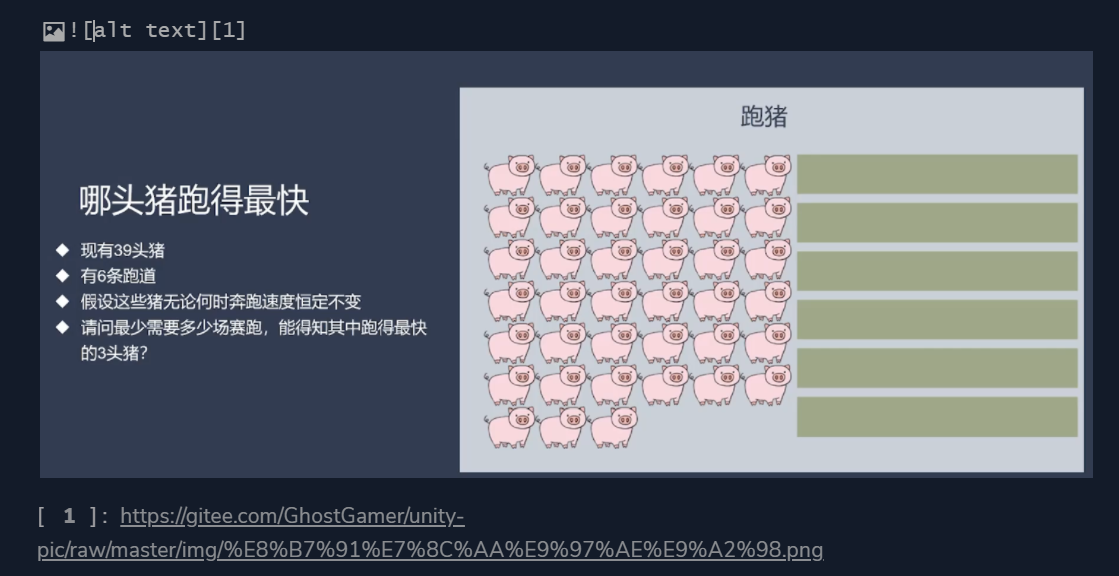 ![alt text][1]
跑猪
哪头猪跑得最快
◆ 现有39头猪
◆ 有6条跑道
◆ 假设这些猪无论何时奔跑速度恒定不变
◆ 请问最少需要多少场赛跑，能得知其中跑得最快
的3头猪?
[ 1 ]: https://gitee.com/GhostGamer/unity-
pic/raw/master/img/%E8%B7%91%E7%8C%AA%E9%97%AE%E9%A2%98.png